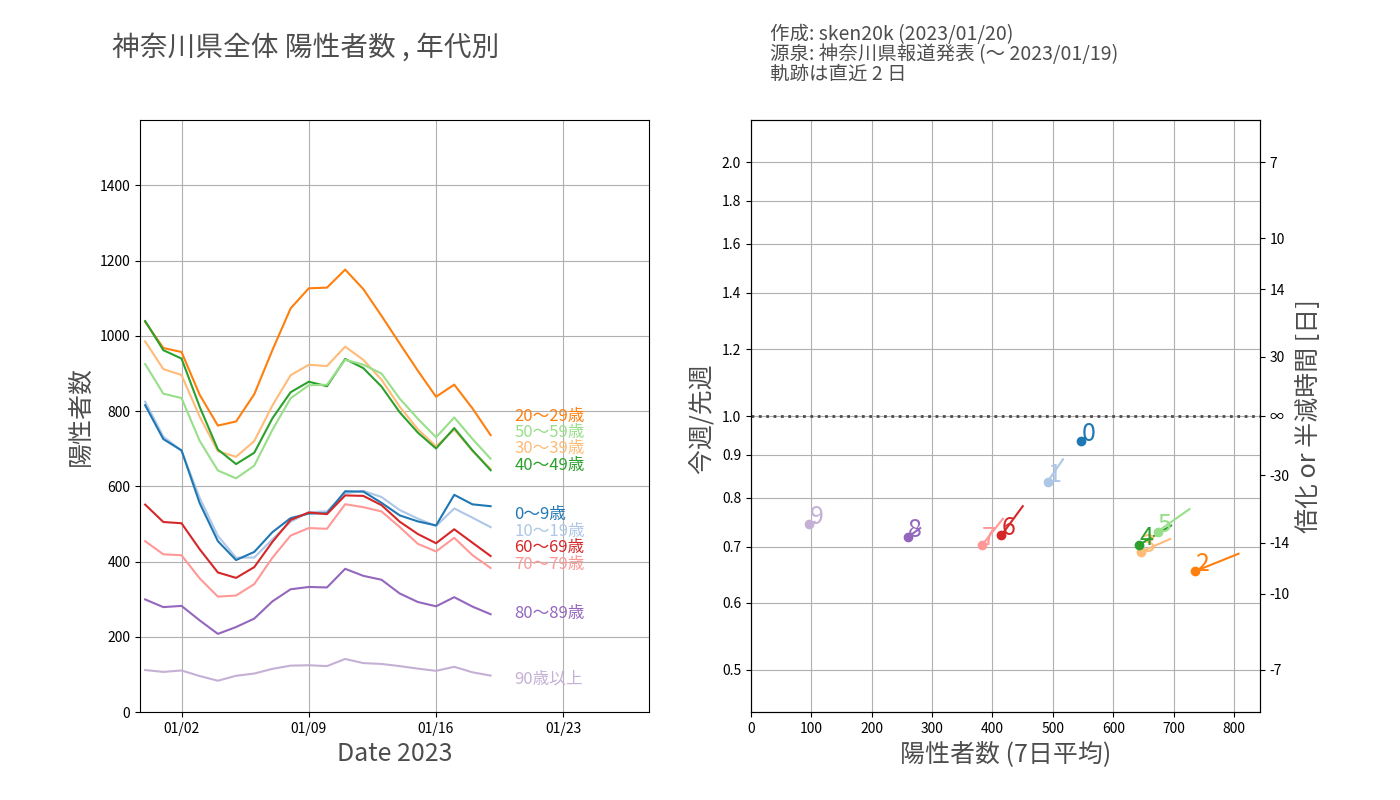 神奈川県全体 陽性者数 , 年代別
作成: sken20k (2023/01/20)
源泉: 神奈川県報道発表 (〜 2023/01/19)
軌跡は直近 2 日
陽性者数
1400
1200
1000
800
600
400
200
0
20〜29歳
50〜59歳
30〜39歳
40〜49歳
0〜9歳
10〜19歳
60〜69歳
70〜79歳
80〜89歳
90歳以上
01/02 01/09 01/16 01/23
Date 2023
今週/先週
2.0
1.8
1.6
1.4
1.2
1.0
0.9
0.8
0.7
0.6
0.5
0
1
9
8
7
6
4
5
2
7
10
14
30
∞
-30
-14
-10
-7
倍化 or 半減時間 [日]
0 100 200 300 400 500 600 700 800
陽性者数 (7日平均)